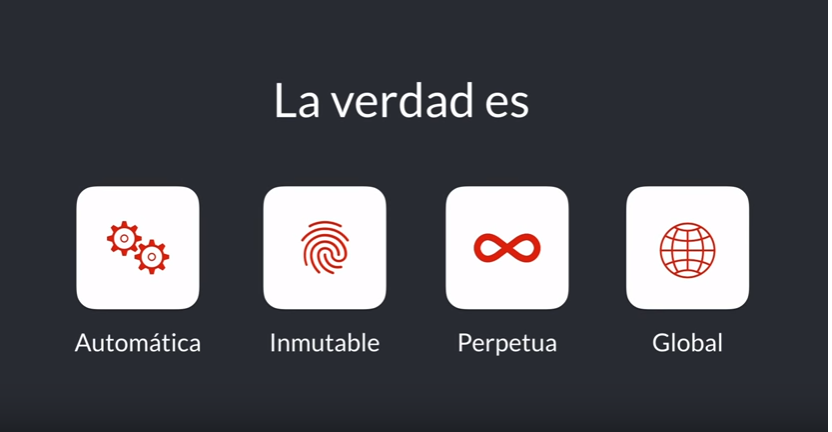 La verdad es
Automática
Inmutable
Perpetua
Global